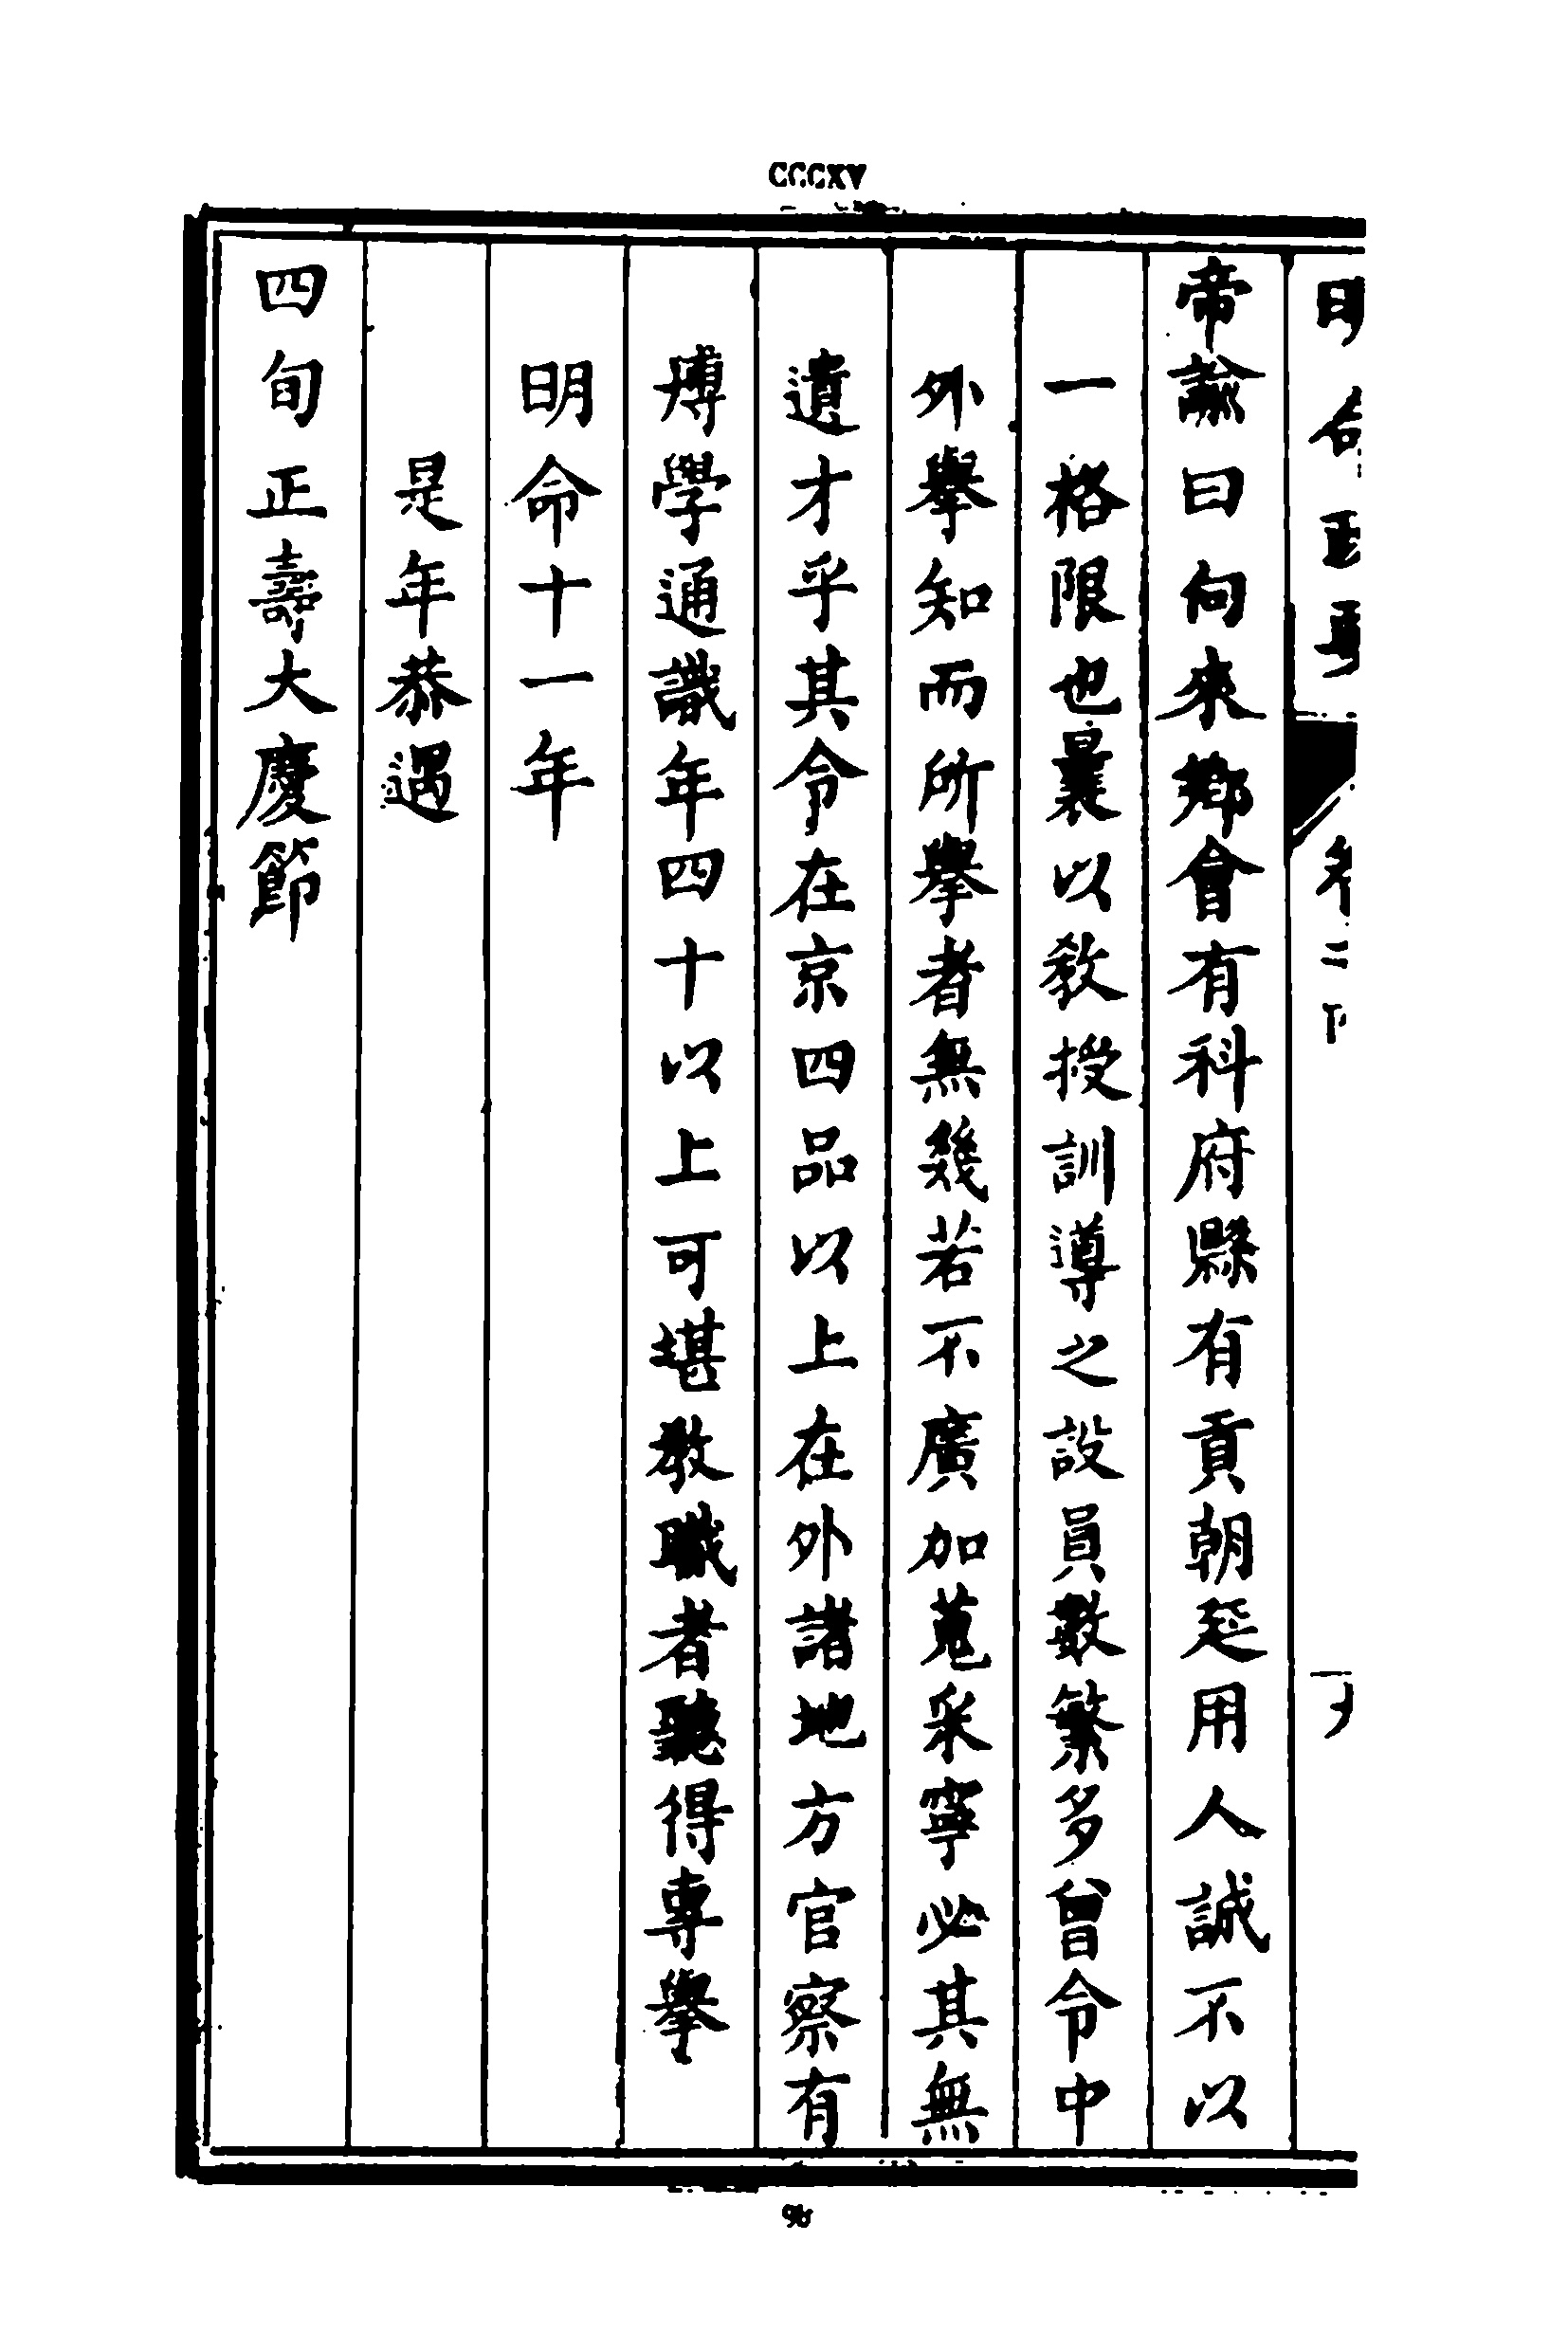 CCCXV
明命政要 卷二下
帝諭曰向來鄉會有科府縣有貢朝廷用人誠不以
一格限也曩以教授訓導之設員數繁多曾令中
外舉知而所舉者無幾若不廣加蒐采寧必其無
遺才乎其令在京四品以上在外諸地方官察有
博學通識年四十以上可堪教職者聽得專舉
明命十一年
是年恭遇
四旬正壽大慶節